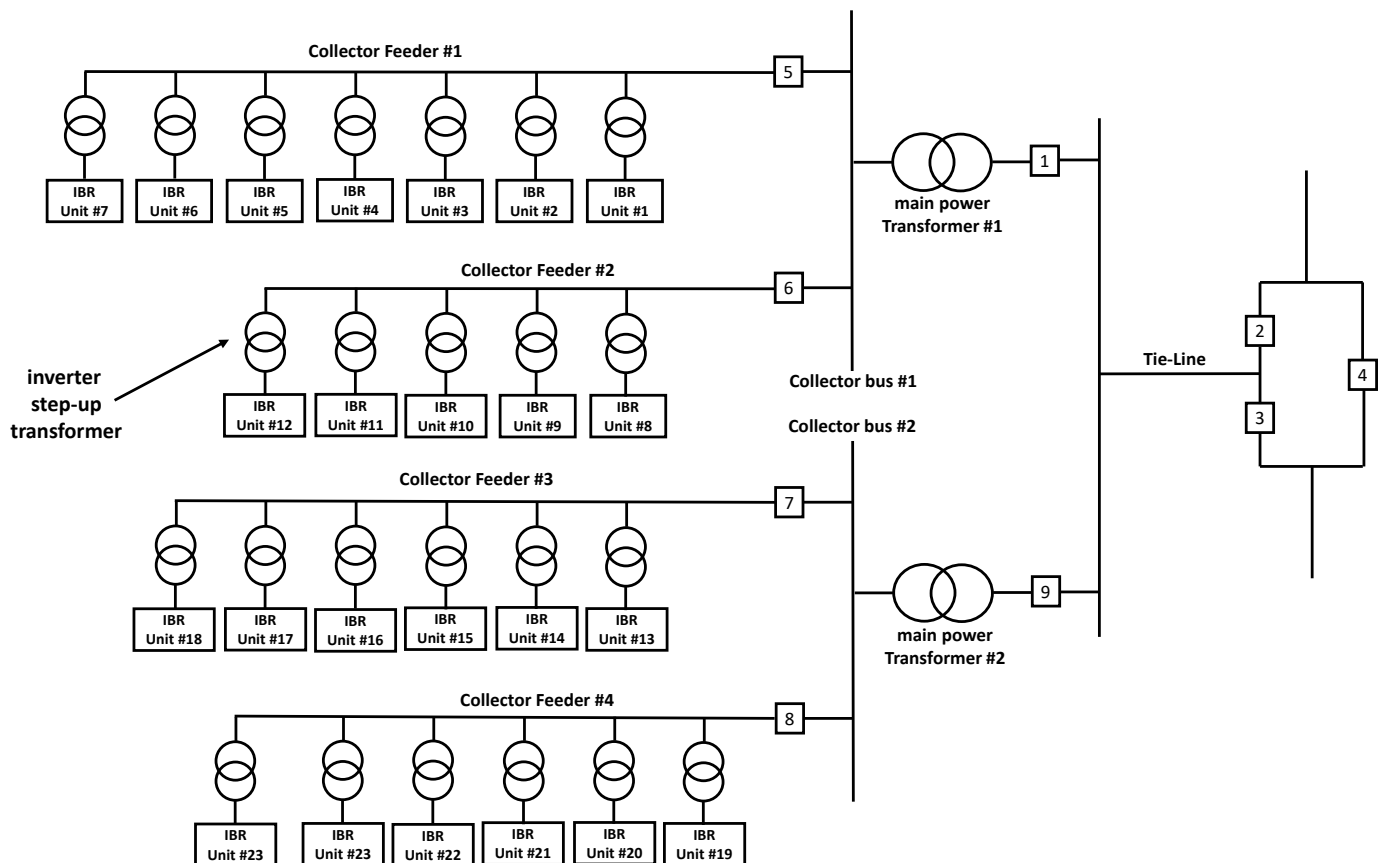 Collector Feeder #1
5
IBR
Unit #7
IBR
Unit #6
IBR
Unit #5
IBR
Unit #4
IBR
Unit #3
IBR
Unit #2
IBR
Unit #1
1
main power
Transformer #1
Collector Feeder #2
6
inverter
step-up
transformer
IBR
Unit #12
IBR
Unit #11
IBR
Unit #10
IBR
Unit #9
IBR
Unit #8
Collector bus #1
Collector bus #2
Tie-Line
2
4
3
Collector Feeder #3
7
IBR
Unit #18
IBR
Unit #17
IBR
Unit #16
IBR
Unit #15
IBR
Unit #14
IBR
Unit #13
9
main power
Transformer #2
Collector Feeder #4
8
IBR
Unit #23
IBR
Unit #23
IBR
Unit #22
IBR
Unit #21
IBR
Unit #20
IBR
Unit #19